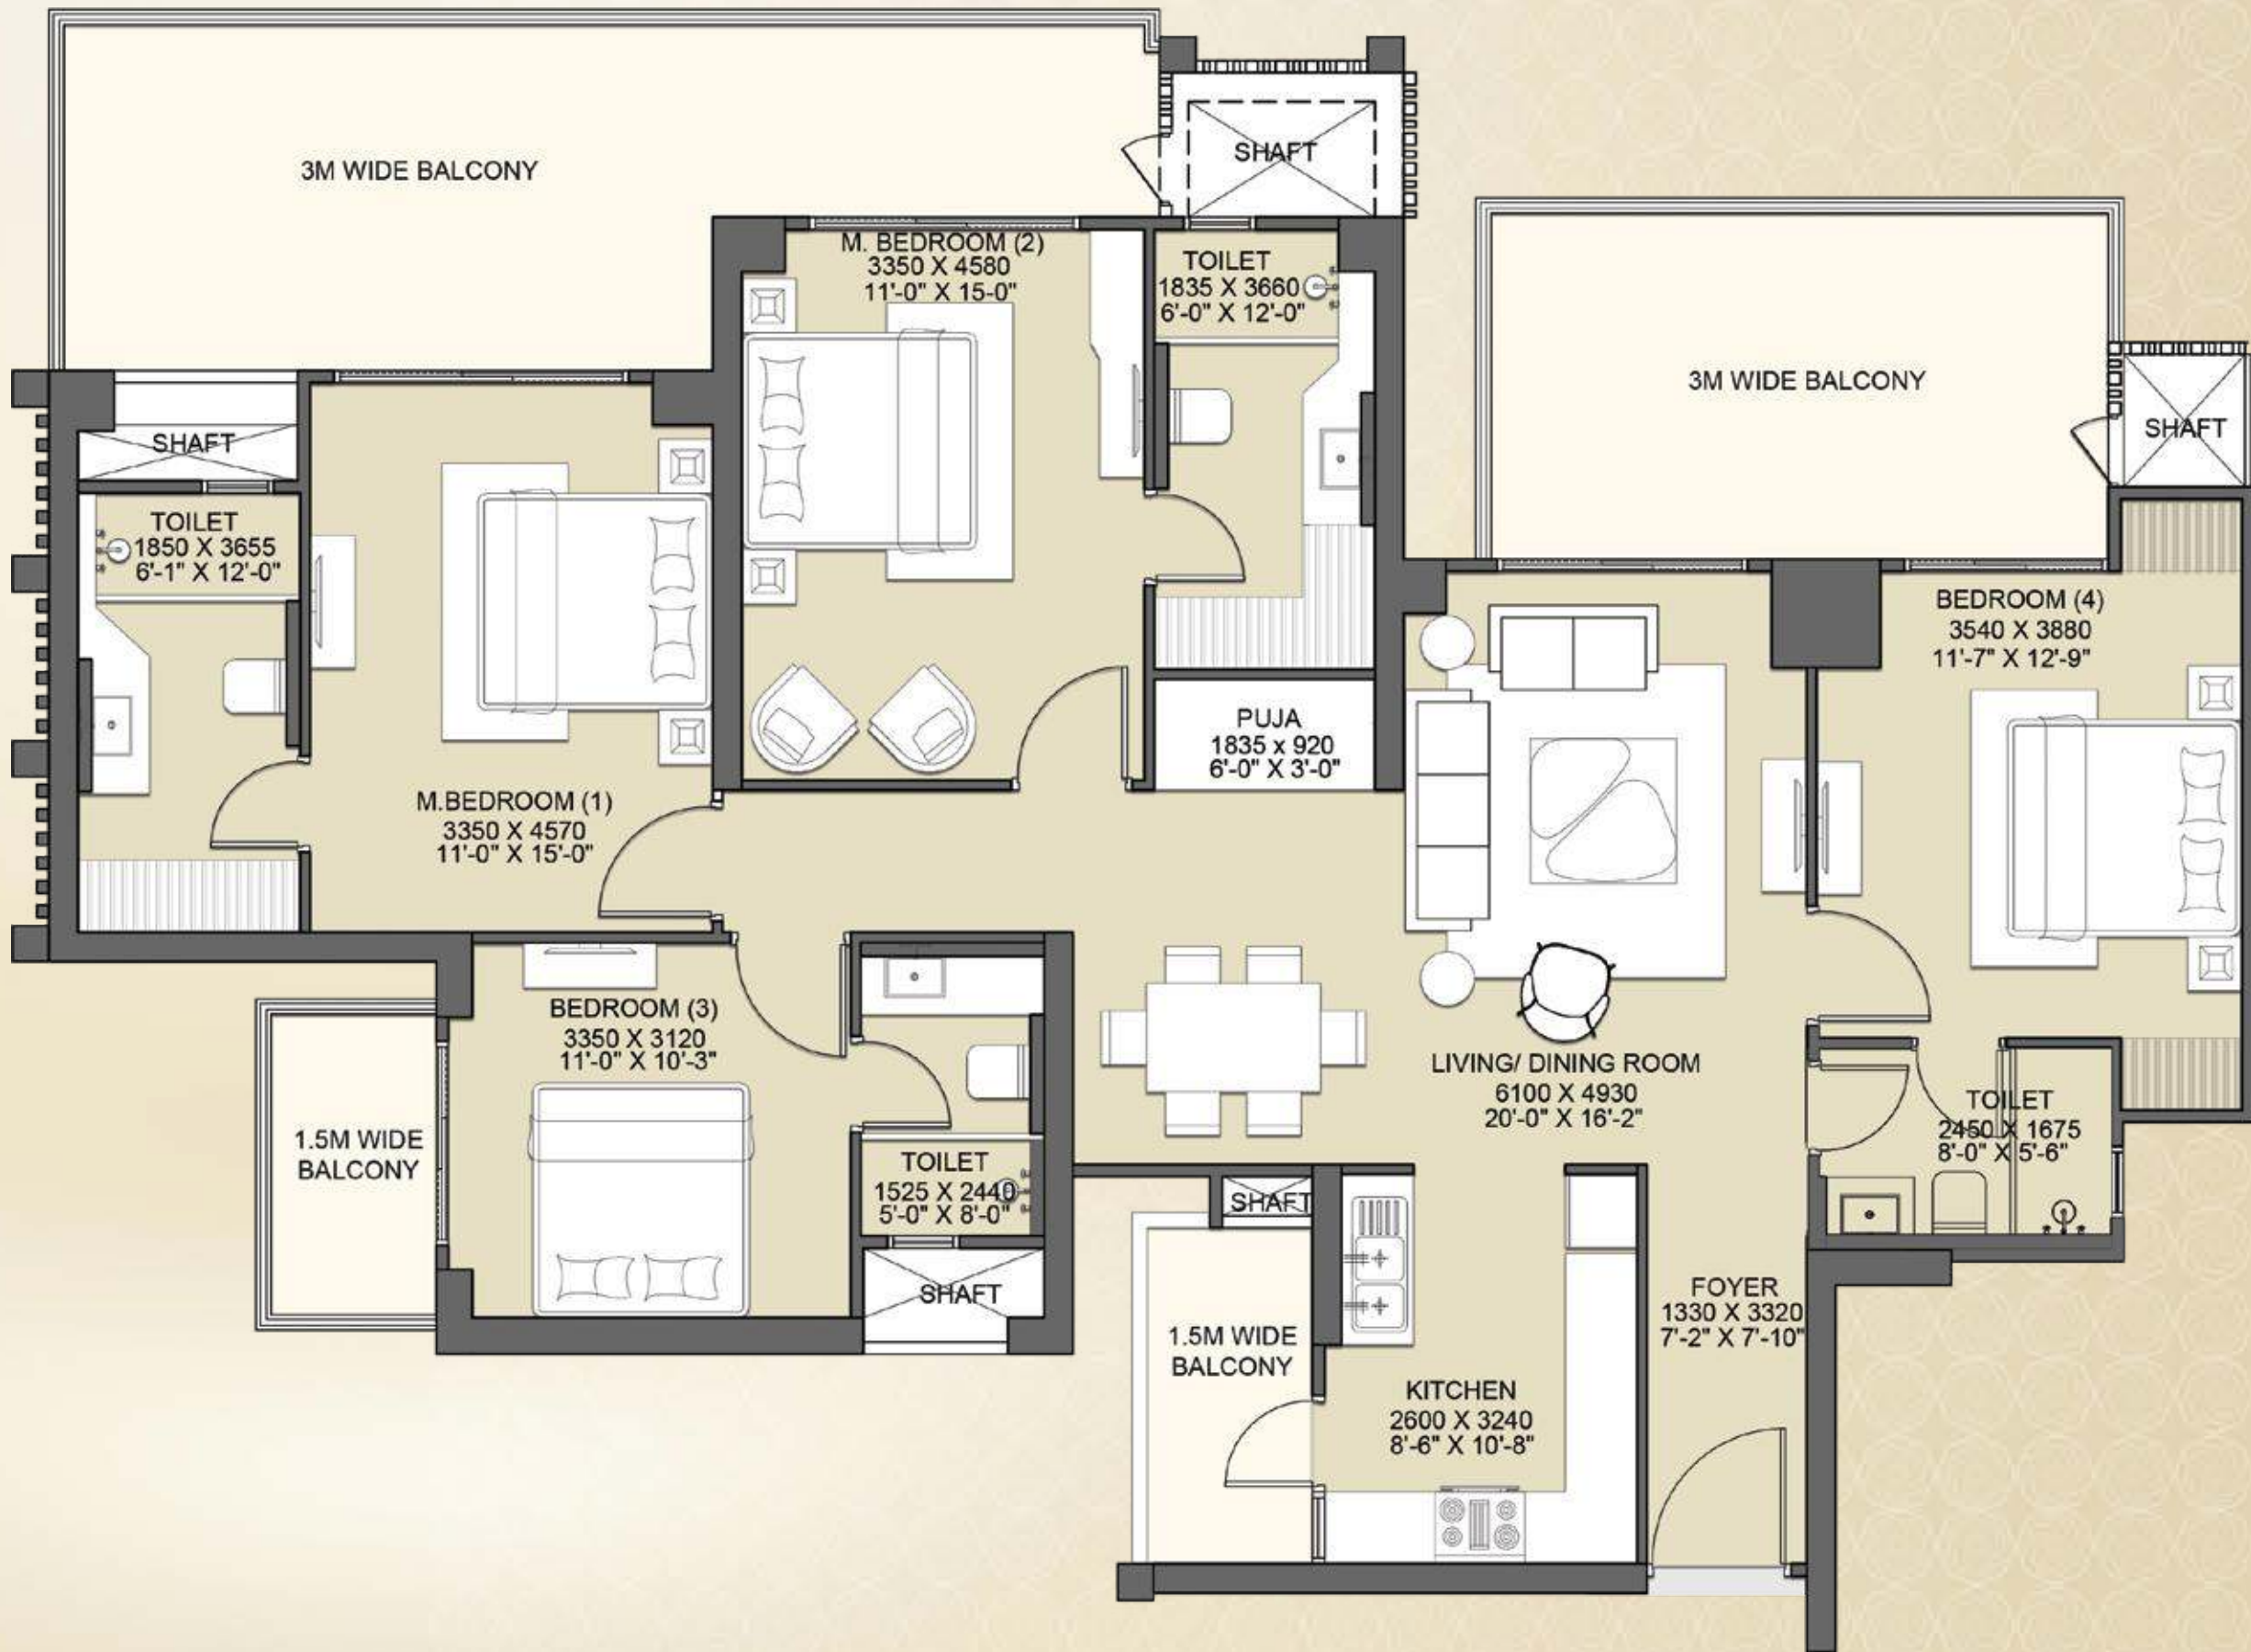 3M WIDE BALCONY
SHAFT
M. BEDROOM (2)
3350 X 4580
11'-0" X 15-0"
TOILET
1835 X 3660
6'-0" X 12'-0"
3M WIDE BALCONY
SHAFT
SHAFT
TOILET
1850 X 3655
6'-1" X 12'-0"
BEDROOM (4)
3540 X 3880
11'-7" X 12'-9"
PUJA
1835 x 920
6'-0" X 3'-0"
M.BEDROOM (1)
3350 X 4570
11'-0" X 15'-0"
BEDROOM (3)
3350 X 3120
11'-0" X 10'-3"
LIVING/ DINING ROOM
6100 X 4930
20'-0" X 16'-2"
TOILET
2450 X 1675
8'-0" X 5'-6"
1.5M WIDE
BALCONY
TOILET
1525 X 2440
5'-0" X 8'-0"
SHAFT
SHAFT
FOYER
1330 X 3320
7'-2" X 7'-10"
1.5M WIDE
BALCONY
KITCHEN
2600 X 3240
8'-6" X 10'-8"